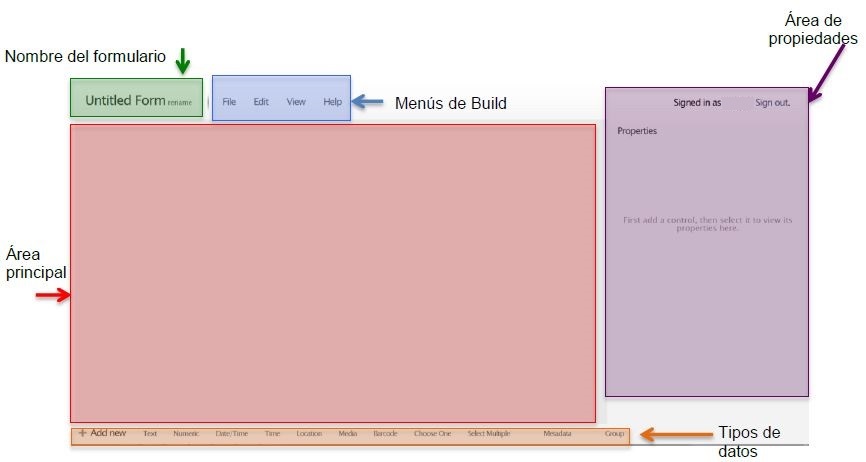 Área de
propiedades
Nombre del formulario
Untitled Form rename
File Edit View Help
Menús de Build
Signed in as Sign out.
Properties
First add a control, then select it to view its
properties here.
Área
principal
+ Add new Text Numeric Date/Time Time Location Media Barcode Choose One Select Multiple Metadata Group
Tipos de
datos